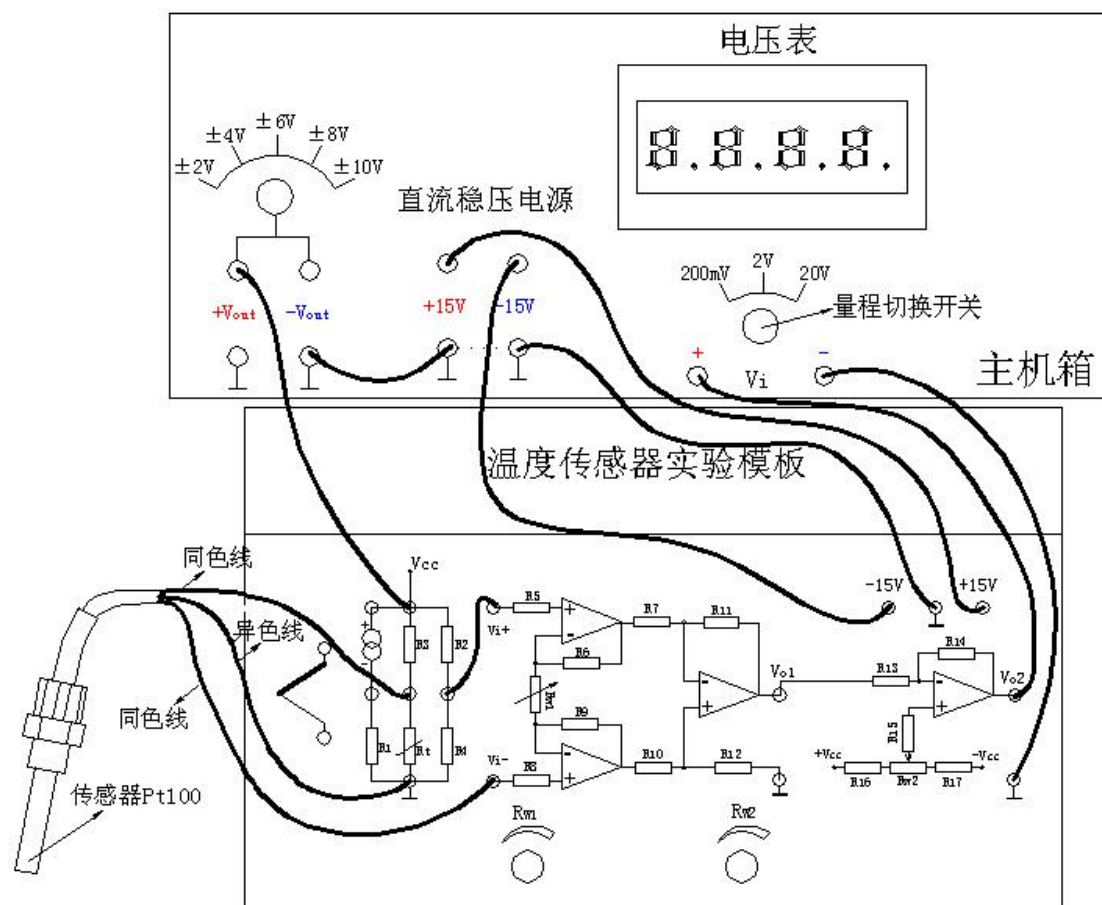 电压表
±2V
±4V
±6V
±8V
±10V
8.8.8.8.
直流稳压电源
+Vout
-Vout
+15V
-15V
200mV
2V
20V
量程切换开关
+
Vi
-
主机箱
温度传感器实验模板
同色线
异色线
同色线
传感器Pt100
Vcc
+
-
R3
R2
R1
Rt
R4
Vi+
Vi-
R5
+
-
R6
Rw1
R9
-
+
R8
R7
R11
-
+
R10
R12
Vo1
-15V
+15V
R13
R14
-
+
Vo2
R15
+Vcc
-Vcc
R16
Rw2
R17
Rw1
Rw2